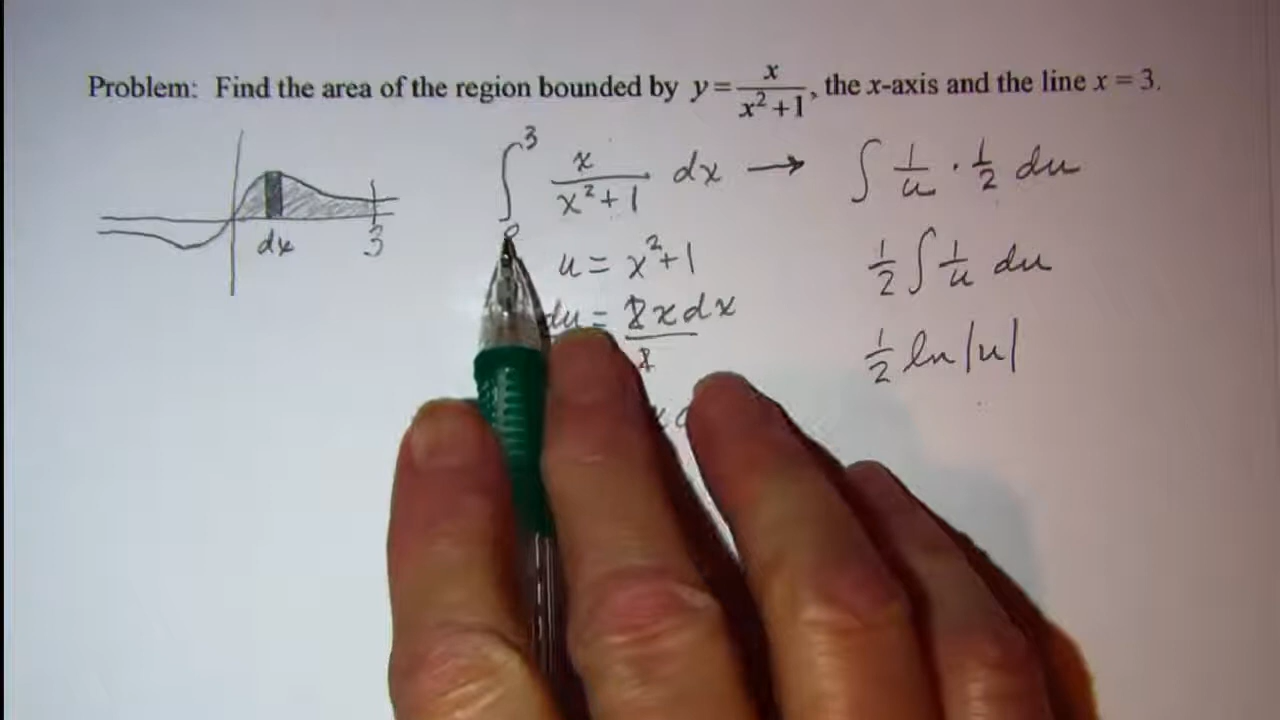 Problem: Find the area of the region bounded by y = x/(x² + 1), the x-axis and the line x = 3.
∫₀³ x/(x² + 1) dx → ∫ 1/u · 1/2 du
dx 3
u = x² + 1
1/2 ∫ 1/u du
du = 2x dx / 2
1/2 ln |u|